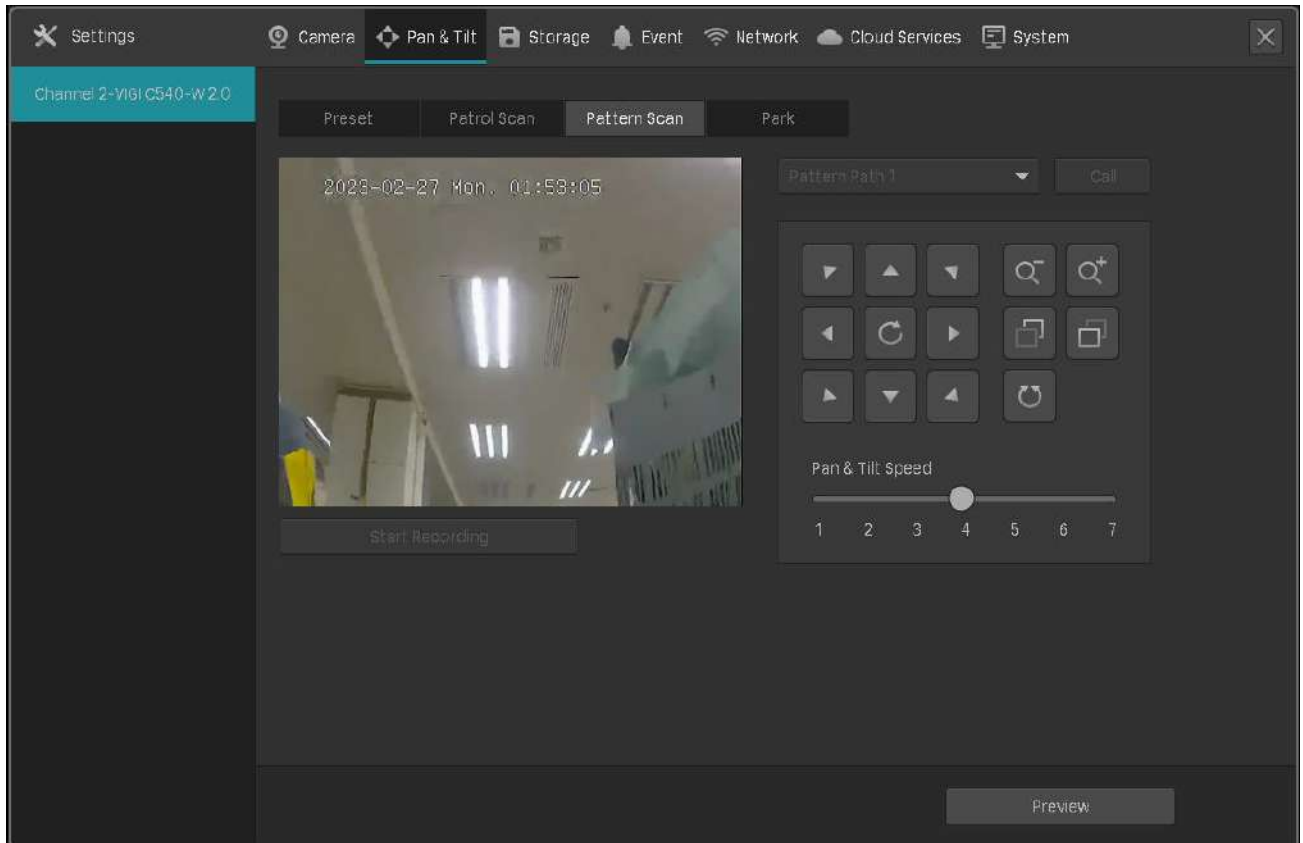 Settings
Camera Pan & Tilt Storage Event Network Cloud Services System
Channel 2-VIGI C540-W 2.0
Preset Patrol Scan Pattern Scan Park
2023-02-27 Mon. 01:53:05
Pattern Path 1 Call
Pan & Tilt Speed
1 2 3 4 5 6 7
Start Recording
Preview